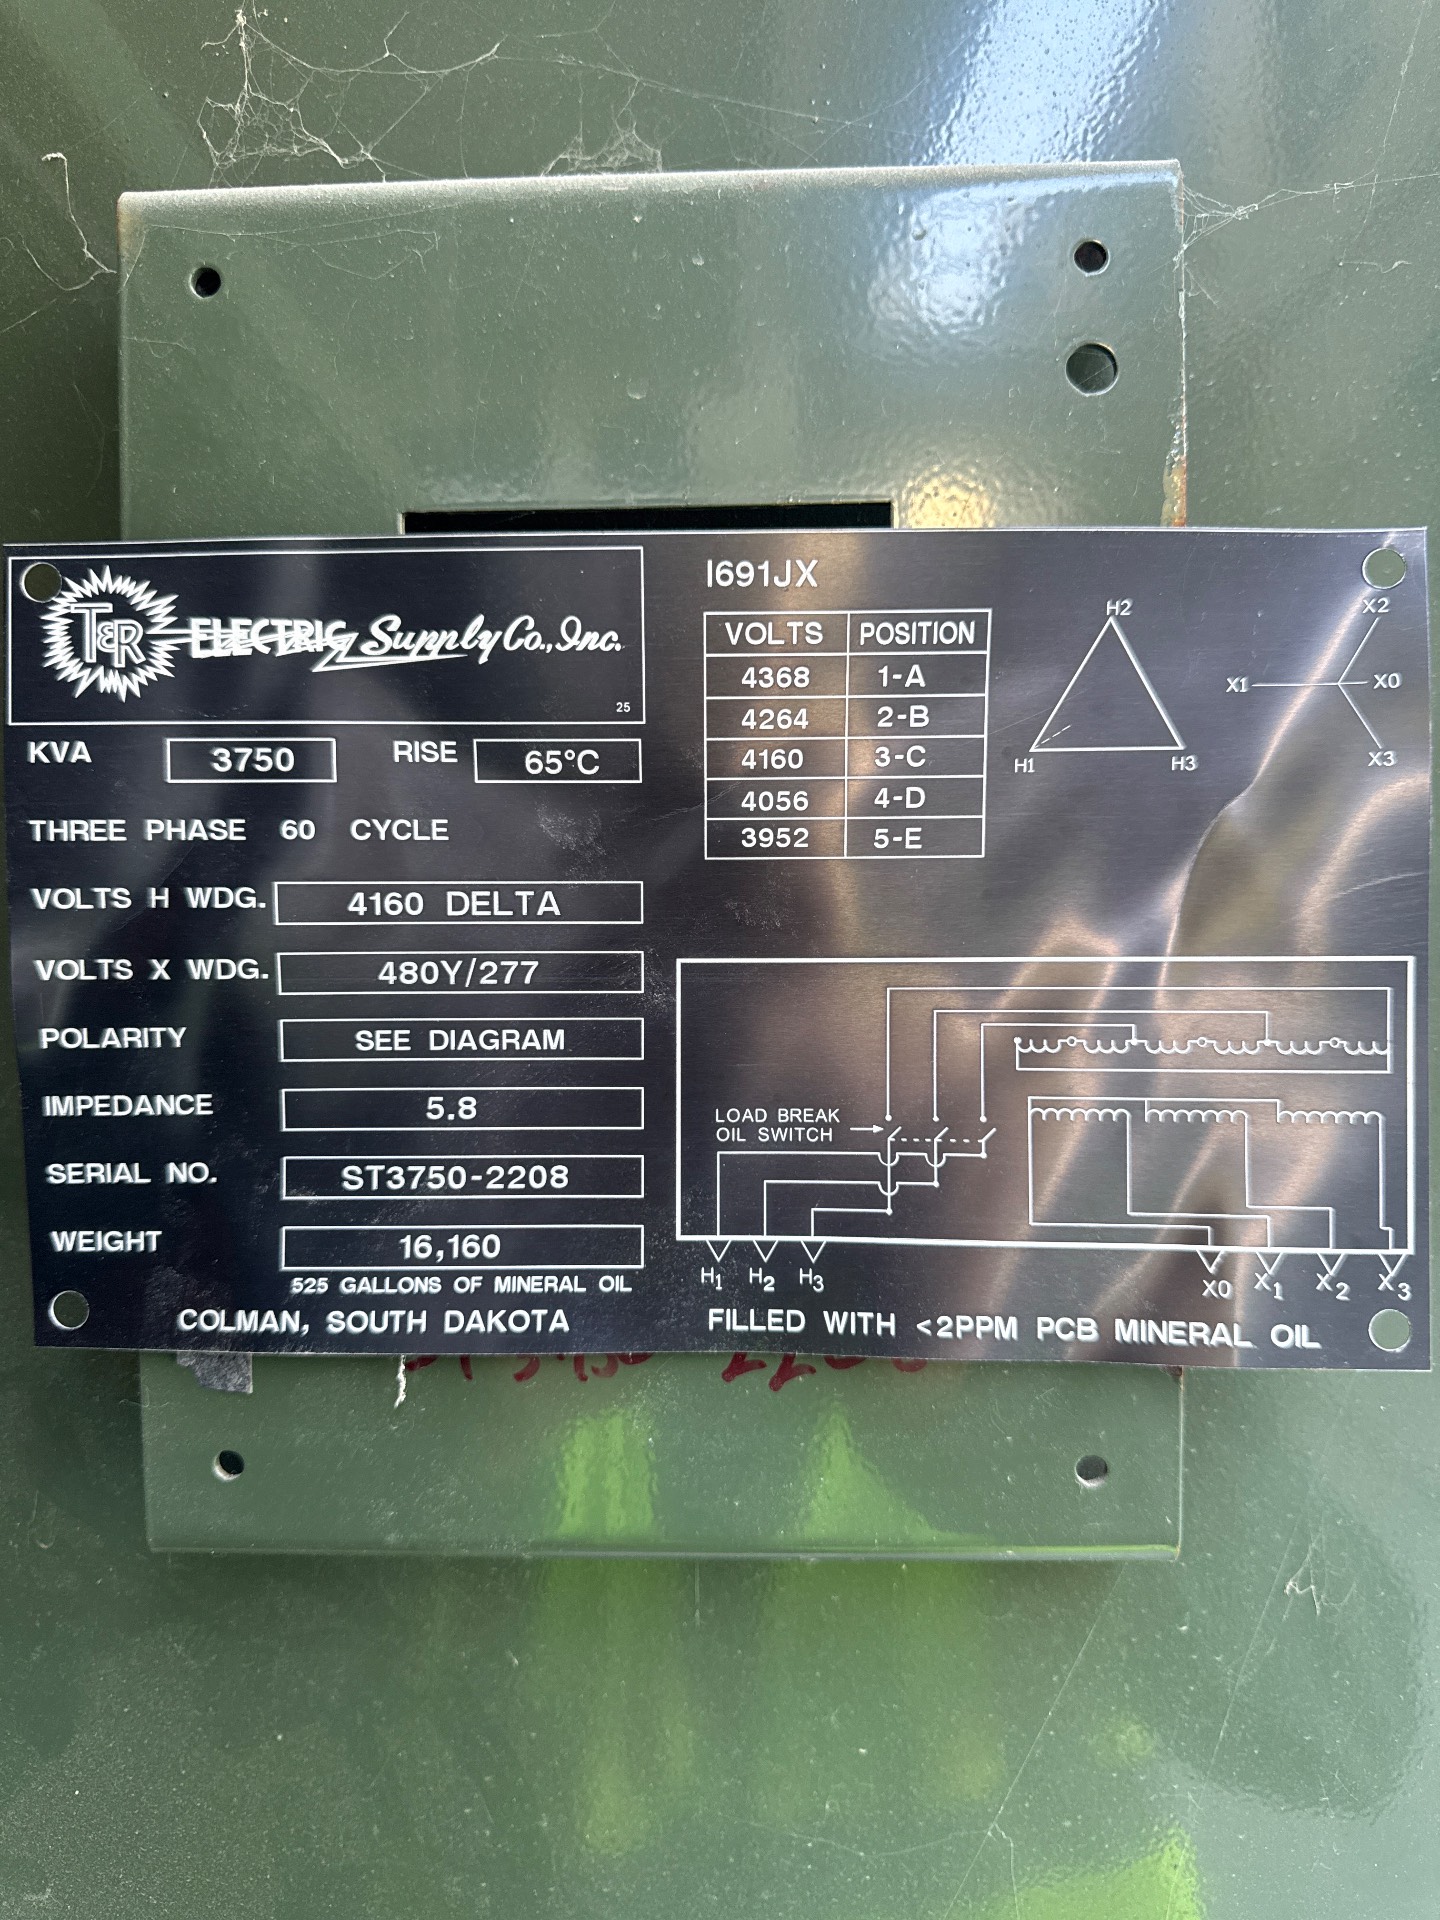 T&R ELECTRIC Supply Co., Inc.
25
KVA 3750 RISE 65°C
THREE PHASE 60 CYCLE
VOLTS H WDG. 4160 DELTA
VOLTS X WDG. 480Y/277
POLARITY SEE DIAGRAM
IMPEDANCE 5.8
SERIAL NO. ST3750-2208
WEIGHT 16,160
525 GALLONS OF MINERAL OIL
COLMAN, SOUTH DAKOTA
I691JX
VOLTS POSITION
4368 1-A
4264 2-B
4160 3-C
4056 4-D
3952 5-E
H2
H1 H3
X2
X1 X0
X3
LOAD BREAK
OIL SWITCH
H1 H2 H3 X0 X1 X2 X3
FILLED WITH <2PPM PCB MINERAL OIL